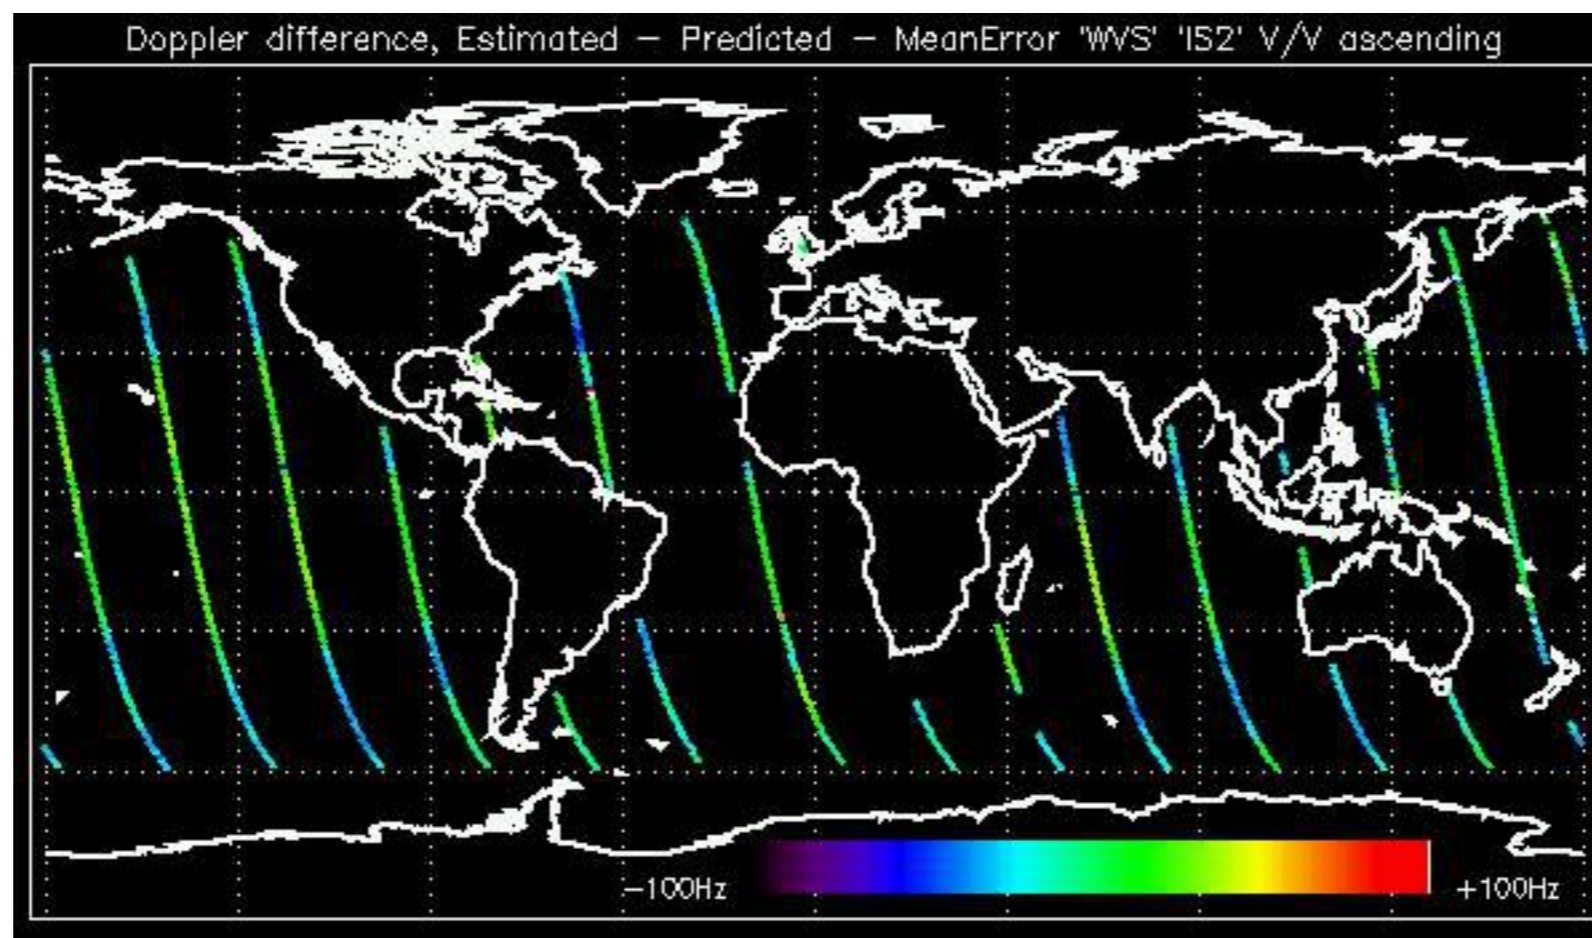 Doppler difference, Estimated – Predicted – MeanError 'WVS' 'IS2' V/V ascending
–100Hz
+100Hz